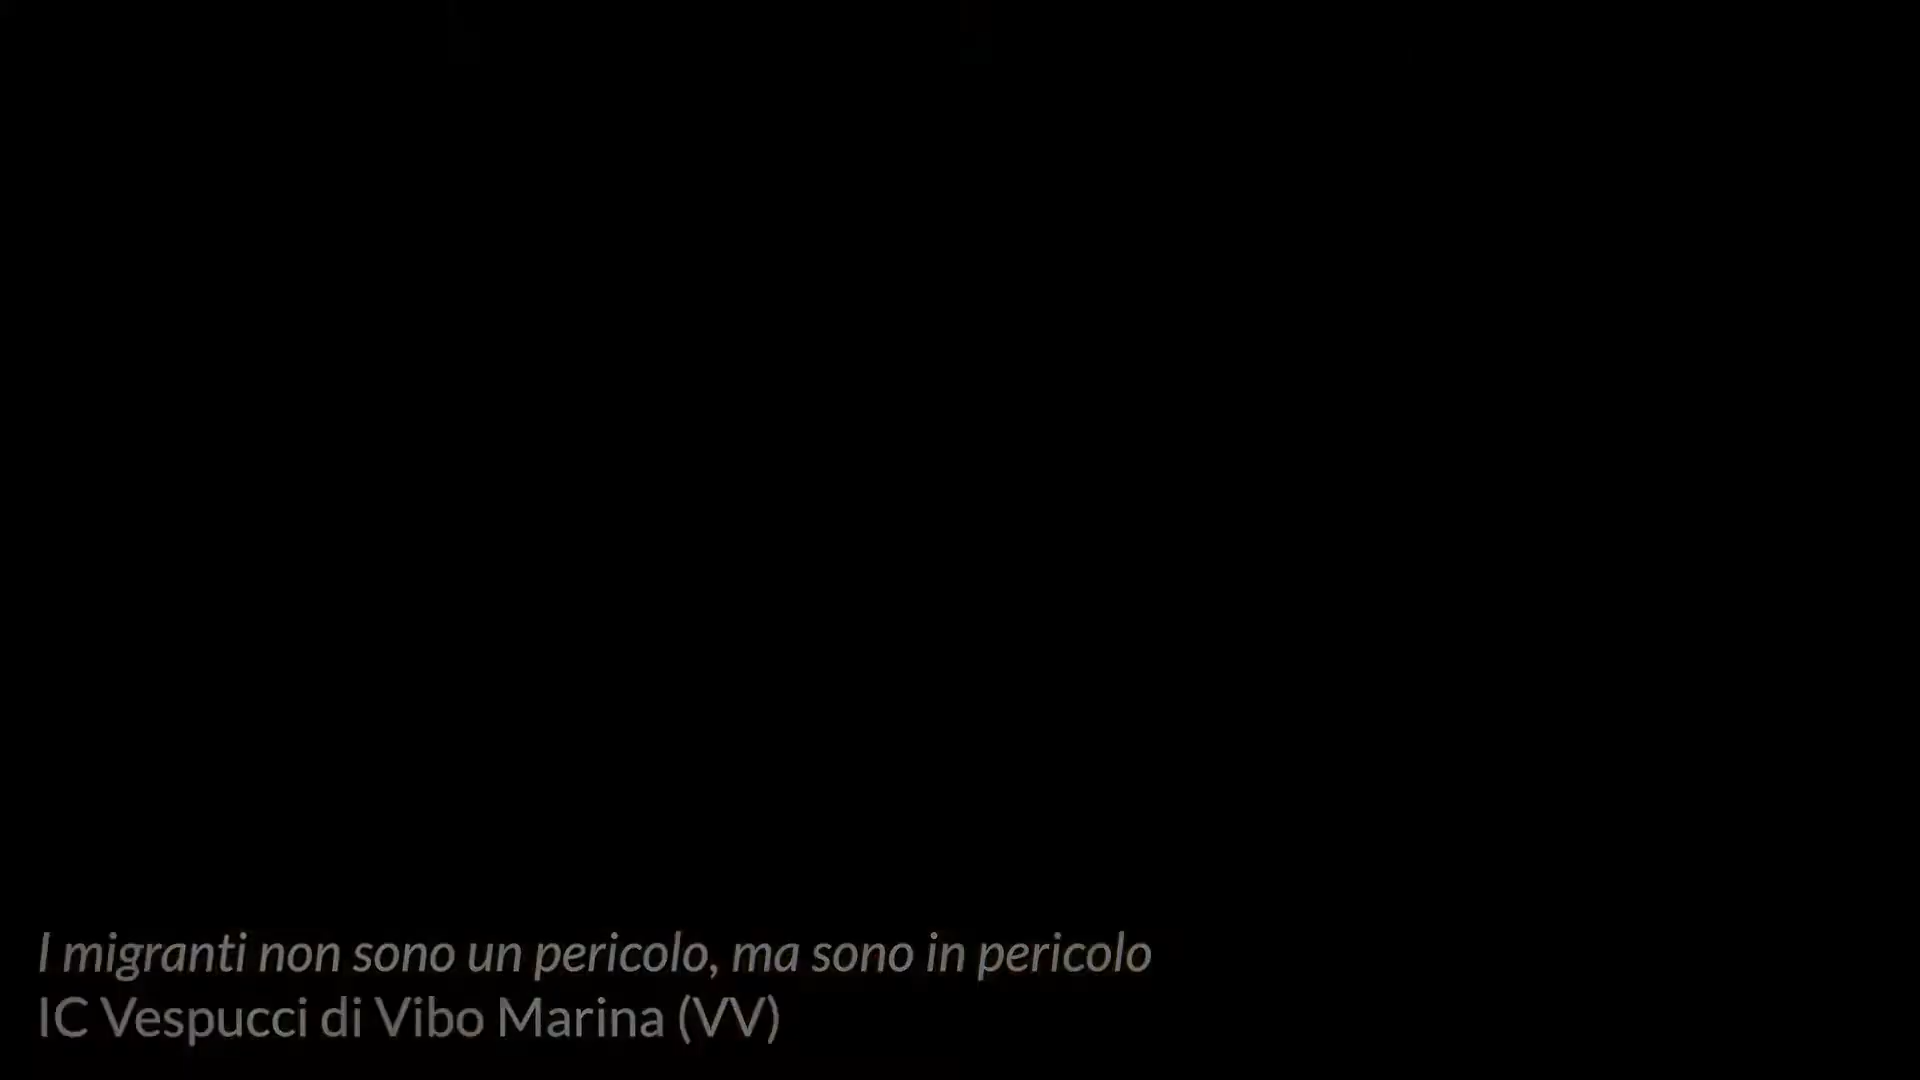 I migranti non sono un pericolo, ma sono in pericolo
IC Vespucci di Vibo Marina (VV)